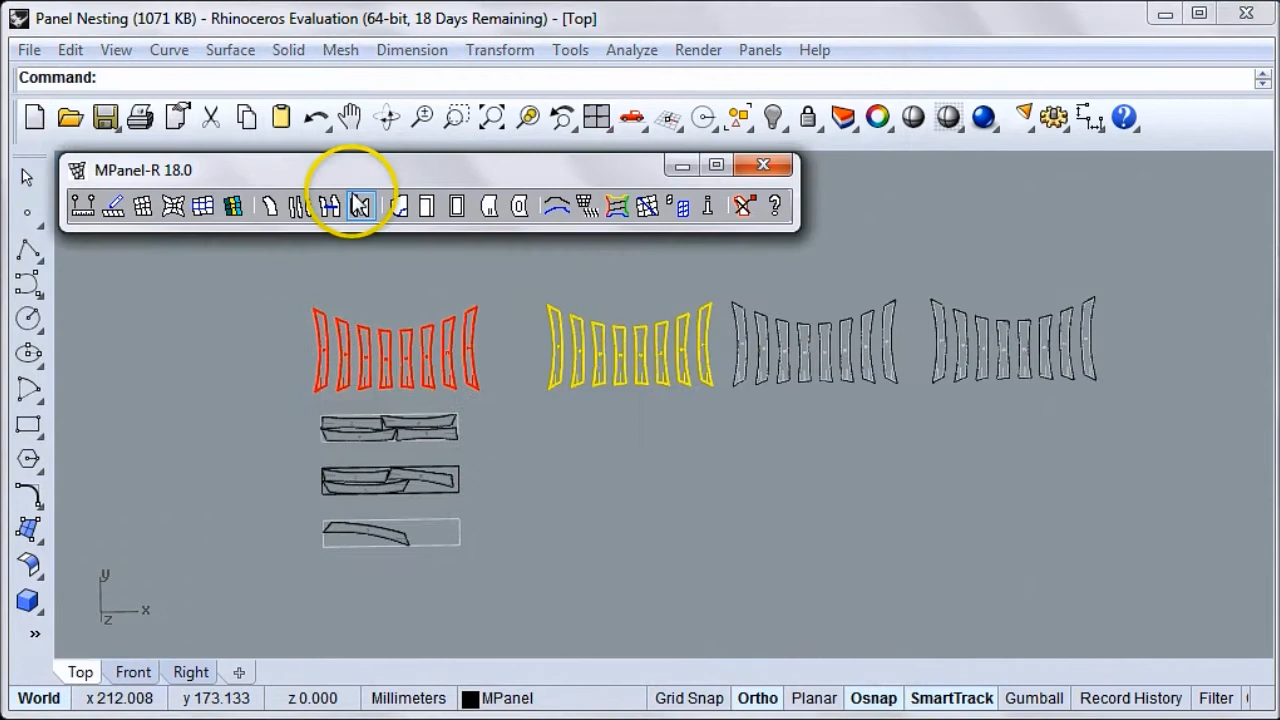 Panel Nesting (1071 KB) - Rhinoceros Evaluation (64-bit, 18 Days Remaining) - [Top]
File Edit View Curve Surface Solid Mesh Dimension Transform Tools Analyze Render Panels Help
Command:
MPanel-R 18.0
y
x
z
Top Front Right
World x 212.008 y 173.133 z 0.000 Millimeters MPanel Grid Snap Ortho Planar Osnap SmartTrack Gumball Record History Filter